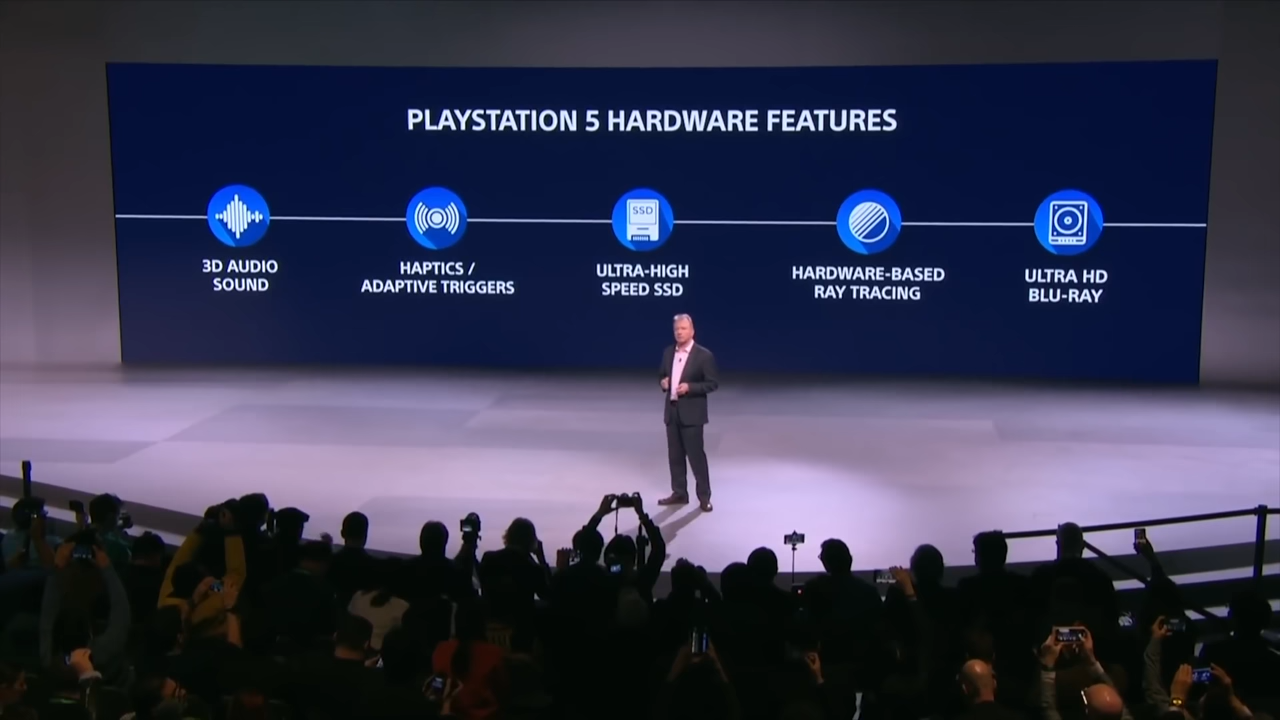 PLAYSTATION 5 HARDWARE FEATURES
3D AUDIO
SOUND
HAPTICS /
ADAPTIVE TRIGGERS
SSD
ULTRA-HIGH
SPEED SSD
HARDWARE-BASED
RAY TRACING
ULTRA HD
BLU-RAY